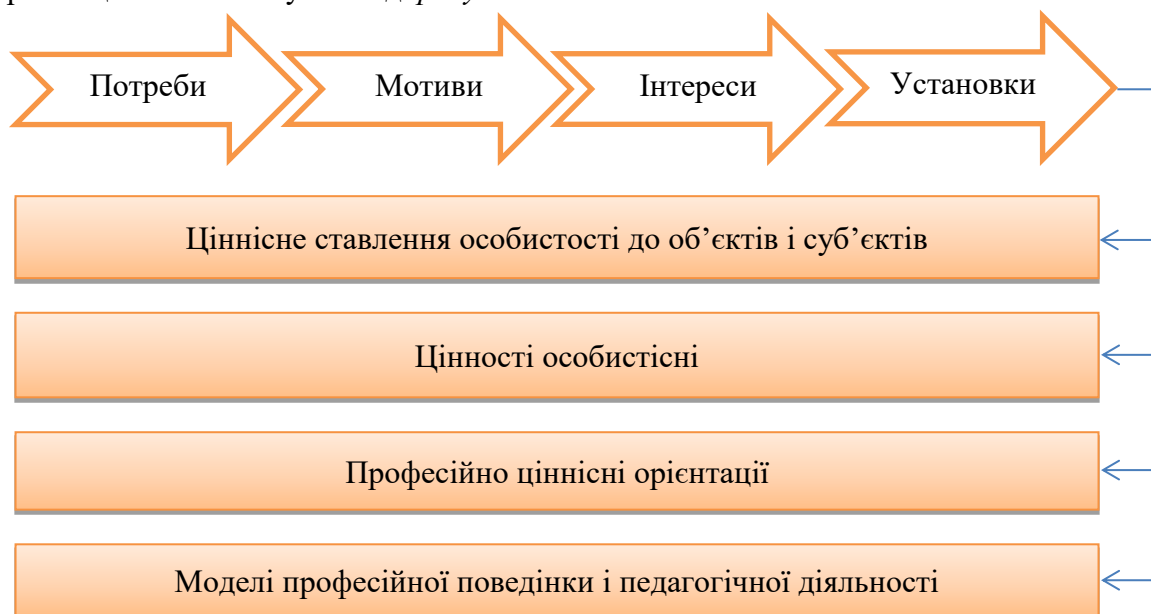 Потреби
Мотиви
Інтереси
Установки
Ціннісне ставлення особистості до об’єктів і суб’єктів
Цінності особистісні
Професійно ціннісні орієнтації
Моделі професійної поведінки і педагогічної діяльності